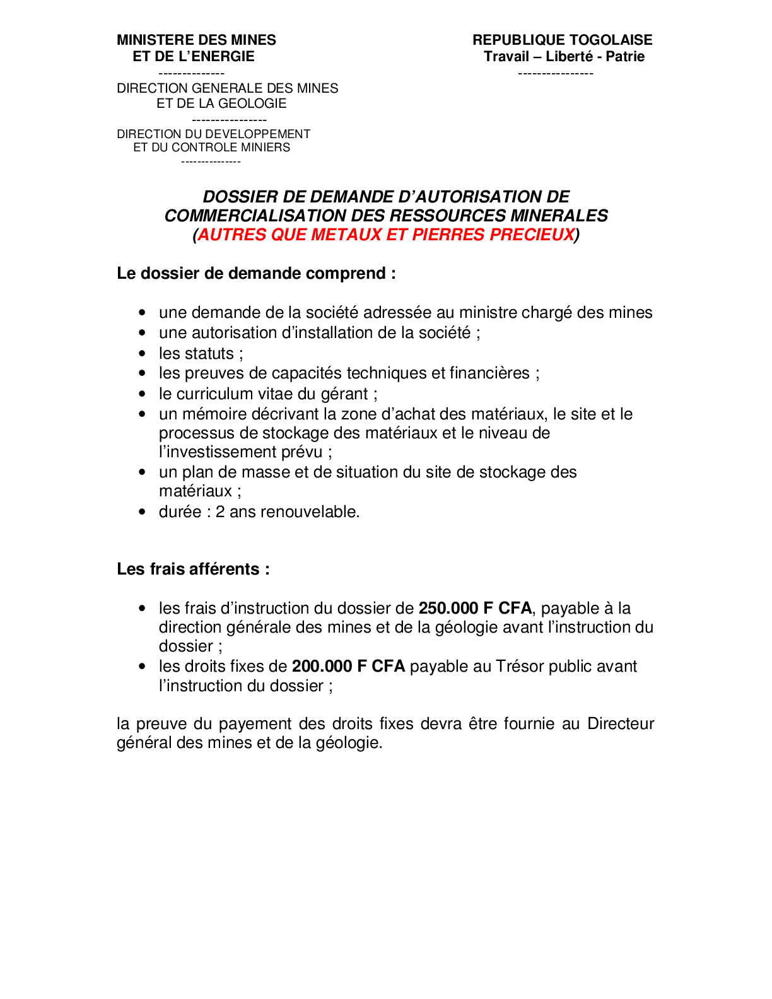 MINISTERE DES MINES
ET DE L’ENERGIE
--------------
DIRECTION GENERALE DES MINES
ET DE LA GEOLOGIE
----------------
DIRECTION DU DEVELOPPEMENT
ET DU CONTROLE MINIERS
---------------
REPUBLIQUE TOGOLAISE
Travail – Liberté - Patrie
----------------
DOSSIER DE DEMANDE D’AUTORISATION DE
COMMERCIALISATION DES RESSOURCES MINERALES
(AUTRES QUE METAUX ET PIERRES PRECIEUX)
Le dossier de demande comprend :
• une demande de la société adressée au ministre chargé des mines
• une autorisation d’installation de la société ;
• les statuts ;
• les preuves de capacités techniques et financières ;
• le curriculum vitae du gérant ;
• un mémoire décrivant la zone d’achat des matériaux, le site et le
processus de stockage des matériaux et le niveau de
l’investissement prévu ;
• un plan de masse et de situation du site de stockage des
matériaux ;
• durée : 2 ans renouvelable.
Les frais afférents :
• les frais d’instruction du dossier de 250.000 F CFA, payable à la
direction générale des mines et de la géologie avant l’instruction du
dossier ;
• les droits fixes de 200.000 F CFA payable au Trésor public avant
l’instruction du dossier ;
la preuve du payement des droits fixes devra être fournie au Directeur
général des mines et de la géologie.